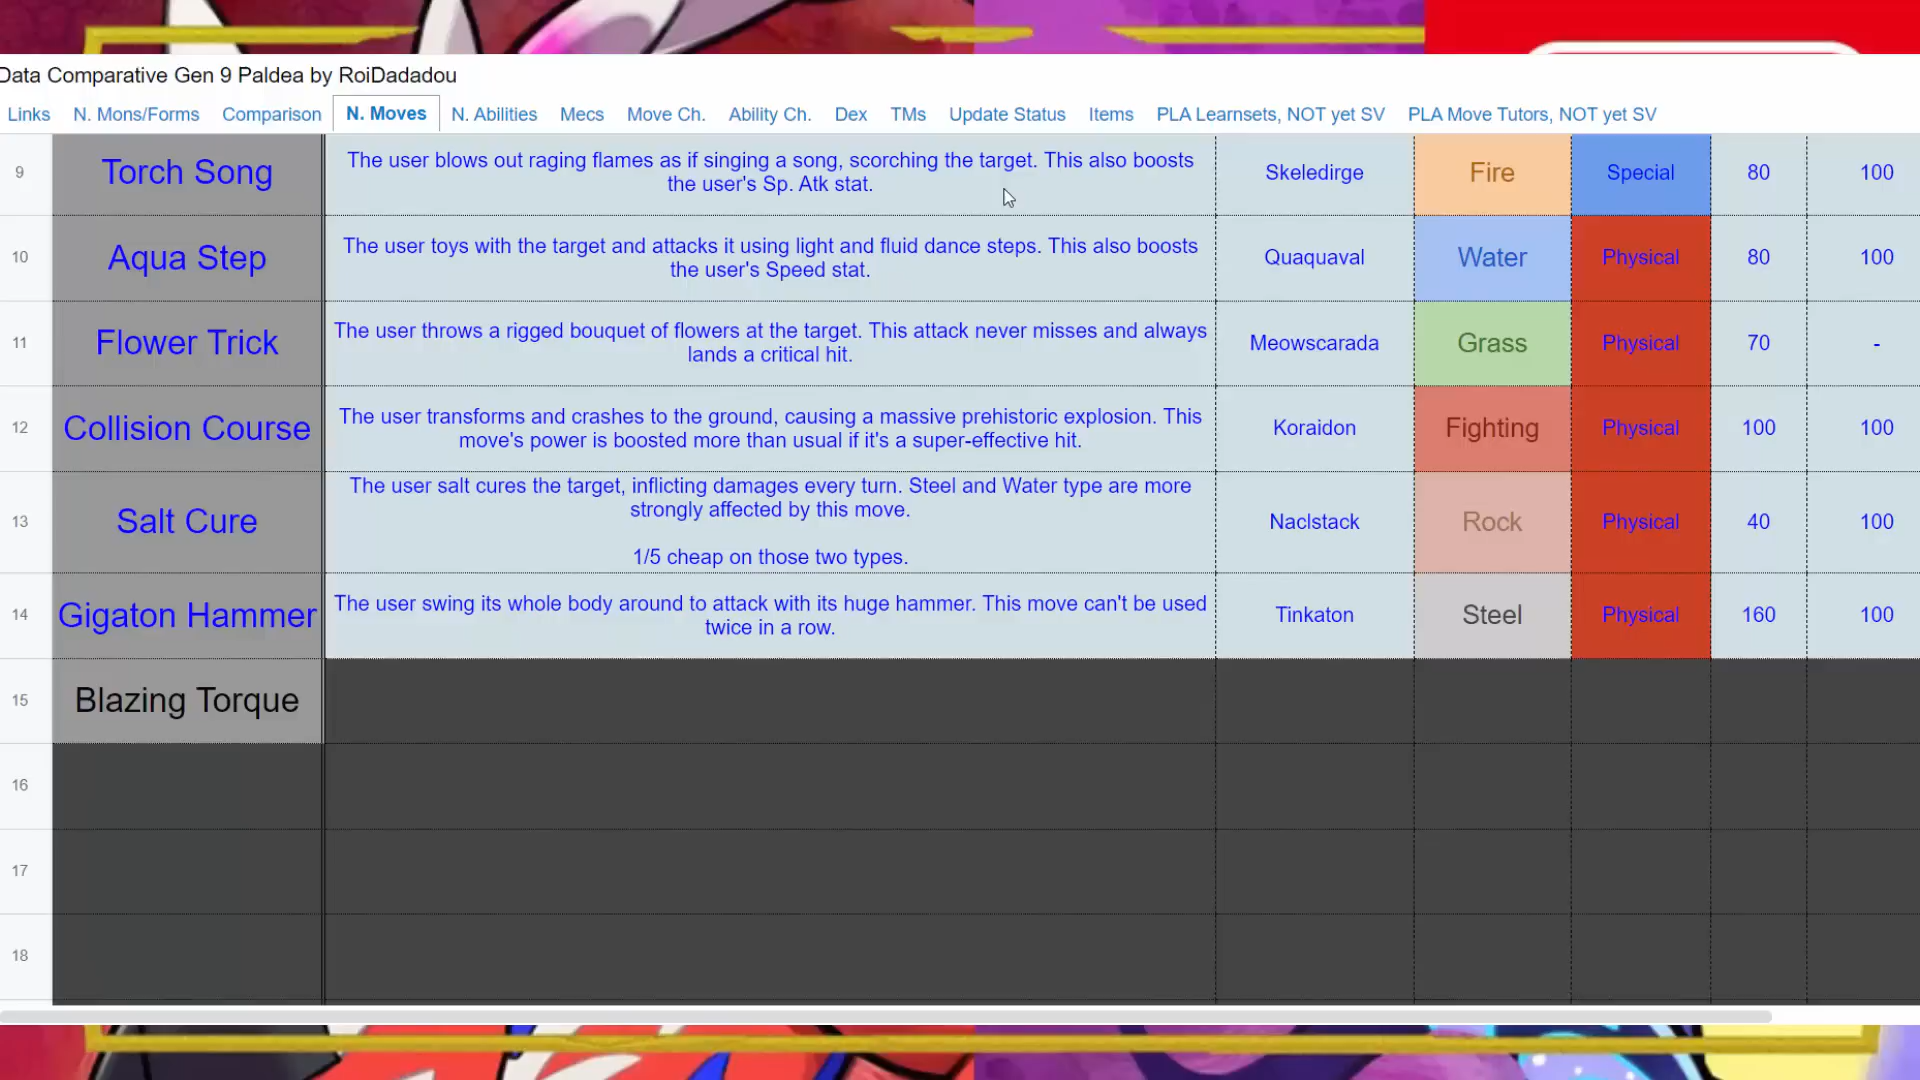 Data Comparative Gen 9 Paldea by RoiDadadou
Links N. Mons/Forms Comparison N. Moves N. Abilities Mecs Move Ch. Ability Ch. Dex TMs Update Status Items PLA Learnsets, NOT yet SV PLA Move Tutors, NOT yet SV
9 Torch Song The user blows out raging flames as if singing a song, scorching the target. This also boosts
the user's Sp. Atk stat. Skeledirge Fire Special 80 100
10 Aqua Step The user toys with the target and attacks it using light and fluid dance steps. This also boosts
the user's Speed stat. Quaquaval Water Physical 80 100
11 Flower Trick The user throws a rigged bouquet of flowers at the target. This attack never misses and always
lands a critical hit. Meowscarada Grass Physical 70 -
12 Collision Course The user transforms and crashes to the ground, causing a massive prehistoric explosion. This
move's power is boosted more than usual if it's a super-effective hit. Koraidon Fighting Physical 100 100
13 Salt Cure The user salt cures the target, inflicting damages every turn. Steel and Water type are more
strongly affected by this move.
1/5 cheap on those two types. Naclstack Rock Physical 40 100
14 Gigaton Hammer The user swing its whole body around to attack with its huge hammer. This move can't be used
twice in a row. Tinkaton Steel Physical 160 100
15 Blazing Torque
16
17
18